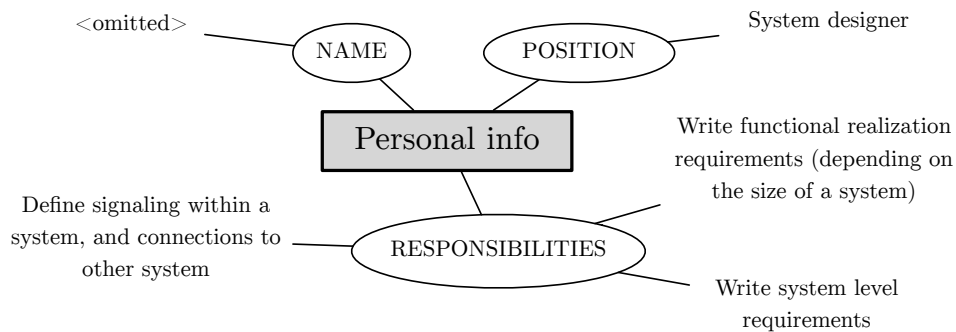 <omitted>
System designer
NAME
POSITION
Personal info
Write functional realization
requirements (depending on
the size of a system)
Define signaling within a
system, and connections to
other system
RESPONSIBILITIES
Write system level
requirements